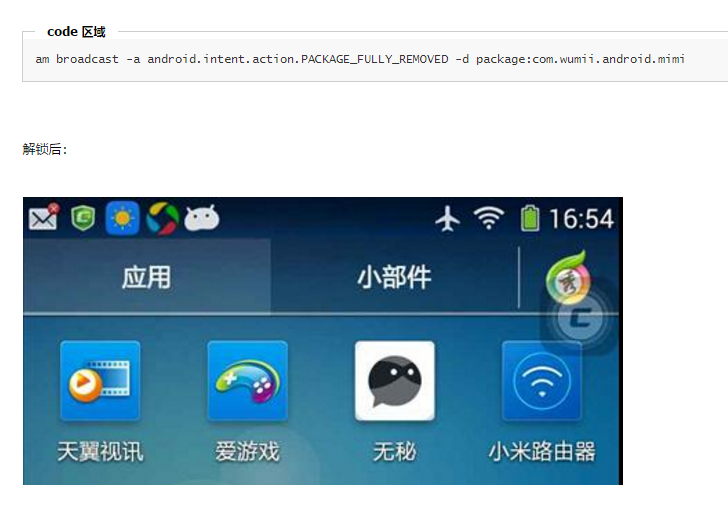 code 区域
am broadcast -a android.intent.action.PACKAGE_FULLY_REMOVED -d package:com.wumii.android.mimi
解锁后：
16:54
应用 小部件 秀
天翼视讯 爱游戏 无秘 小米路由器